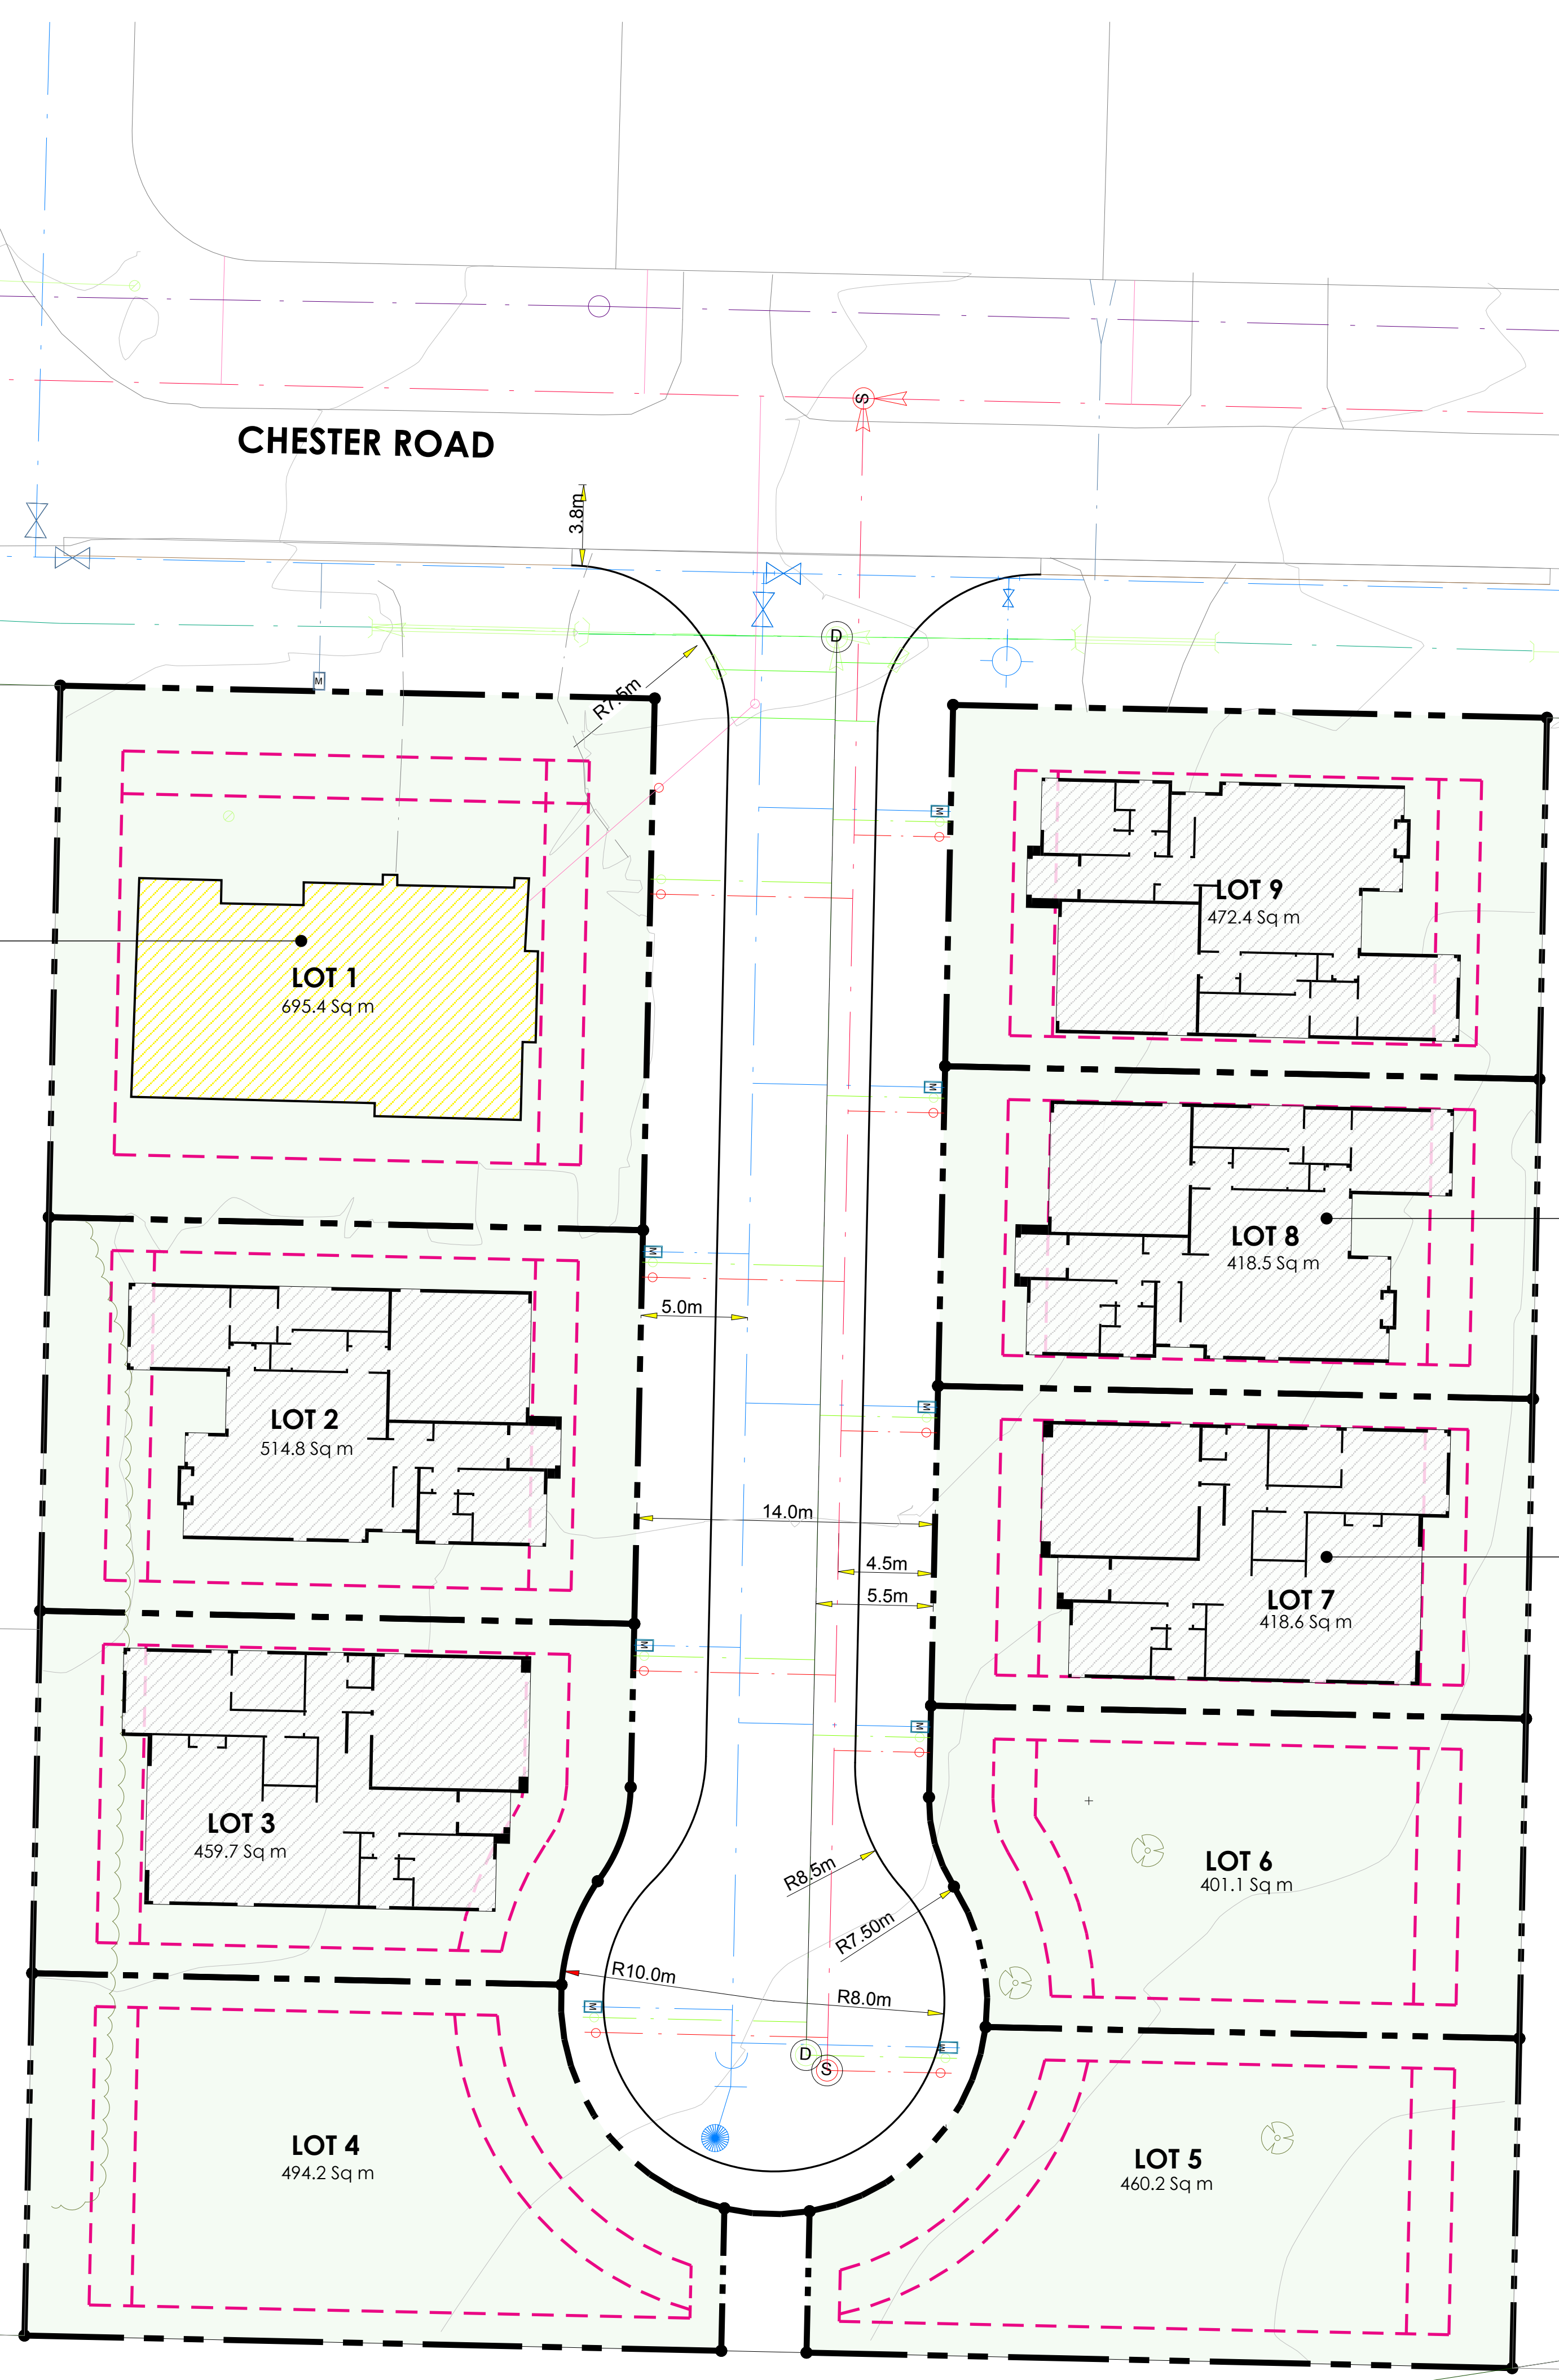 S
CHESTER ROAD
3.8m
D
M
R7.5m
M
LOT 9
472.4 Sq m
LOT 1
695.4 Sq m
M
LOT 8
418.5 Sq m
M
5.0m
M
LOT 2
514.8 Sq m
14.0m
4.5m
5.5m
LOT 7
418.6 Sq m
M
M
LOT 3
459.7 Sq m
R8.5m
LOT 6
401.1 Sq m
R7.50m
R10.0m
R8.0m
M
M
D
S
LOT 4
494.2 Sq m
LOT 5
460.2 Sq m